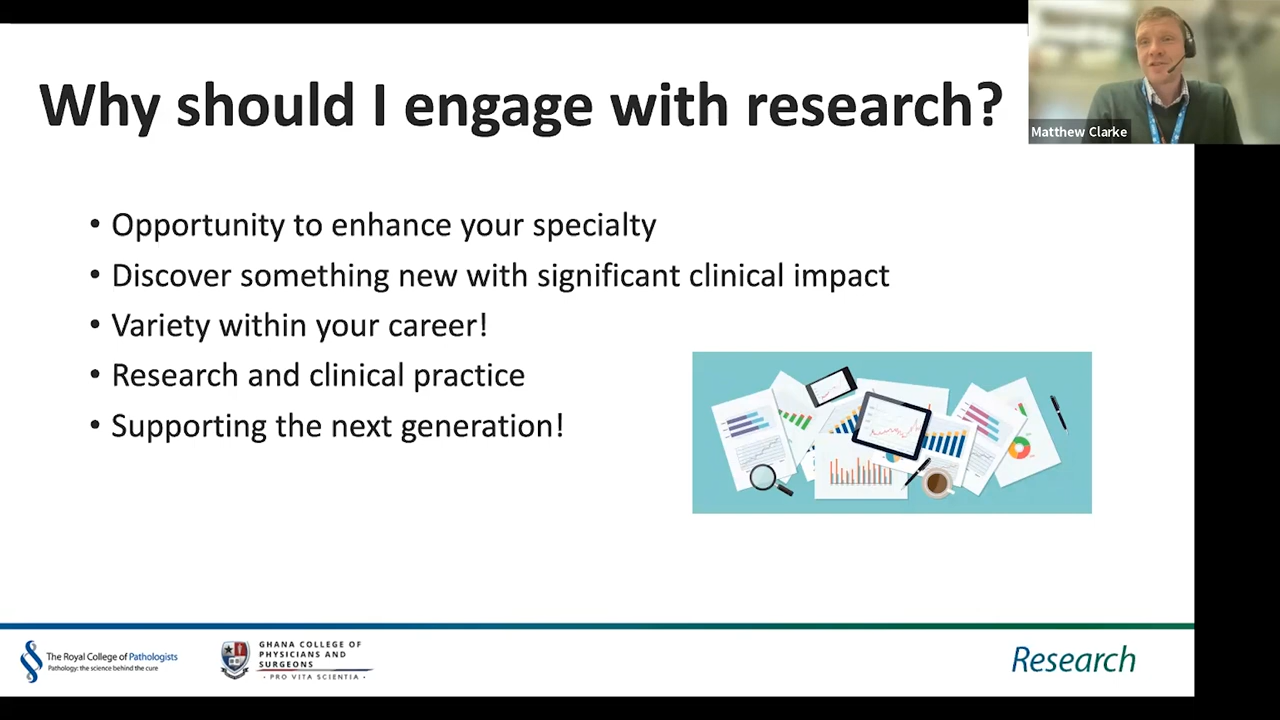 Why should I engage with research?
Matthew Clarke
• Opportunity to enhance your specialty
• Discover something new with significant clinical impact
• Variety within your career!
• Research and clinical practice
• Supporting the next generation!
The Royal College of Pathologists
Pathology: the science behind the cure
GHANA COLLEGE OF
PHYSICIANS AND
SURGEONS
• PRO VITA SCIENTIA •
Research